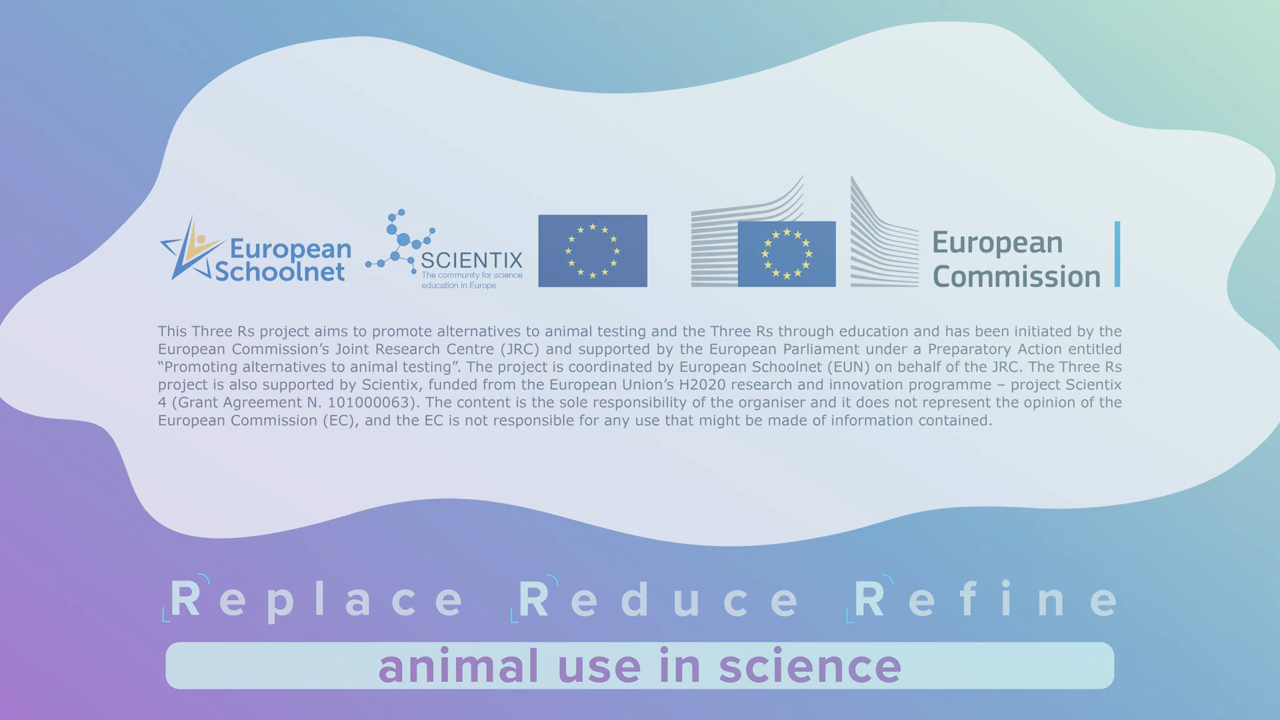 European
Schoolnet
SCIENTIX
The community for science
education in Europe
European
Commission
This Three Rs project aims to promote alternatives to animal testing and the Three Rs through education and has been initiated by the
European Commission’s Joint Research Centre (JRC) and supported by the European Parliament under a Preparatory Action entitled
“Promoting alternatives to animal testing”. The project is coordinated by European Schoolnet (EUN) on behalf of the JRC. The Three Rs
project is also supported by Scientix, funded from the European Union’s H2020 research and innovation programme – project Scientix
4 (Grant Agreement N. 101000063). The content is the sole responsibility of the organiser and it does not represent the opinion of the
European Commission (EC), and the EC is not responsible for any use that might be made of information contained.
Replace Reduce Refine
animal use in science